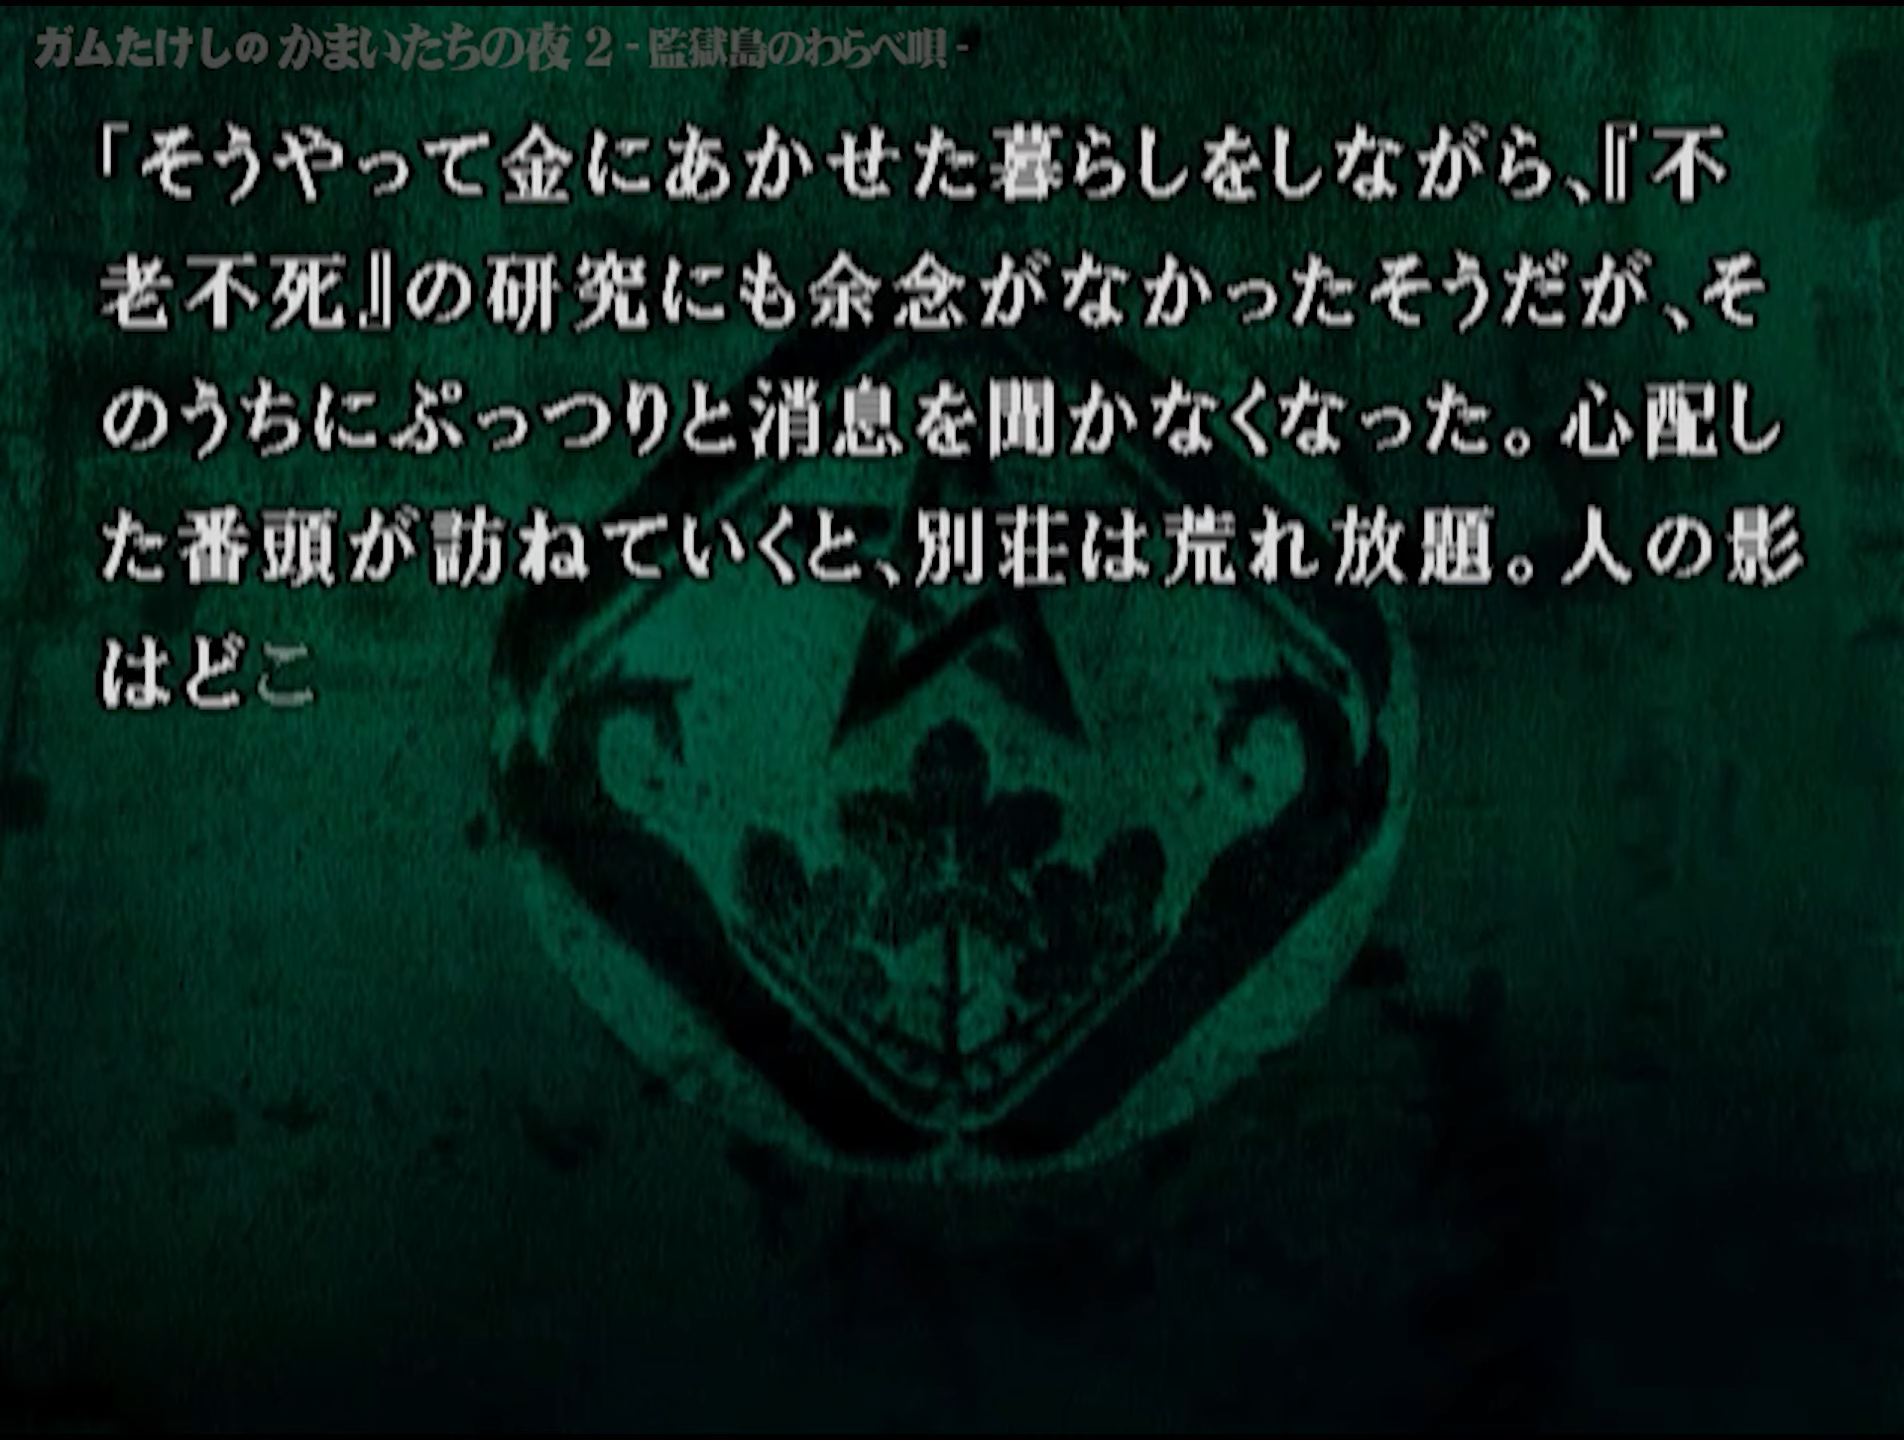 ガムたけしの かまいたちの夜 2 - 監獄島のわらべ唄 -
「そうやって金にあかせた暮らしをしながら、『不
老不死』の研究にも余念がなかったそうだが、そ
のうちにぷっつりと消息を聞かなくなった。心配し
た番頭が訪ねていくと、別荘は荒れ放題。人の影
はどこ